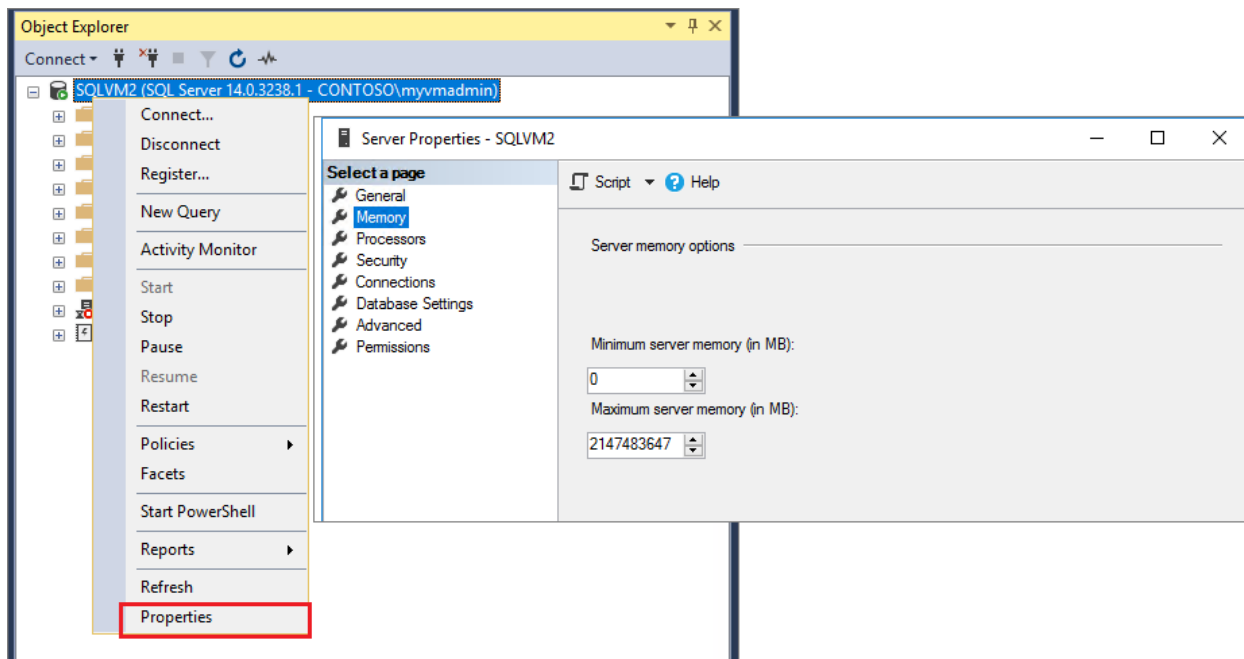 Object Explorer
Connect
SQLVM2 (SQL Server 14.0.3238.1 - CONTOSO\myvmadmin)
Connect...
Disconnect
Register...
New Query
Activity Monitor
Start
Stop
Pause
Resume
Restart
Policies
Facets
Start PowerShell
Reports
Refresh
Properties
Server Properties - SQLVM2
Select a page
General
Memory
Processors
Security
Connections
Database Settings
Advanced
Permissions
Script
Help
Server memory options
Minimum server memory (in MB):
0
Maximum server memory (in MB):
2147483647